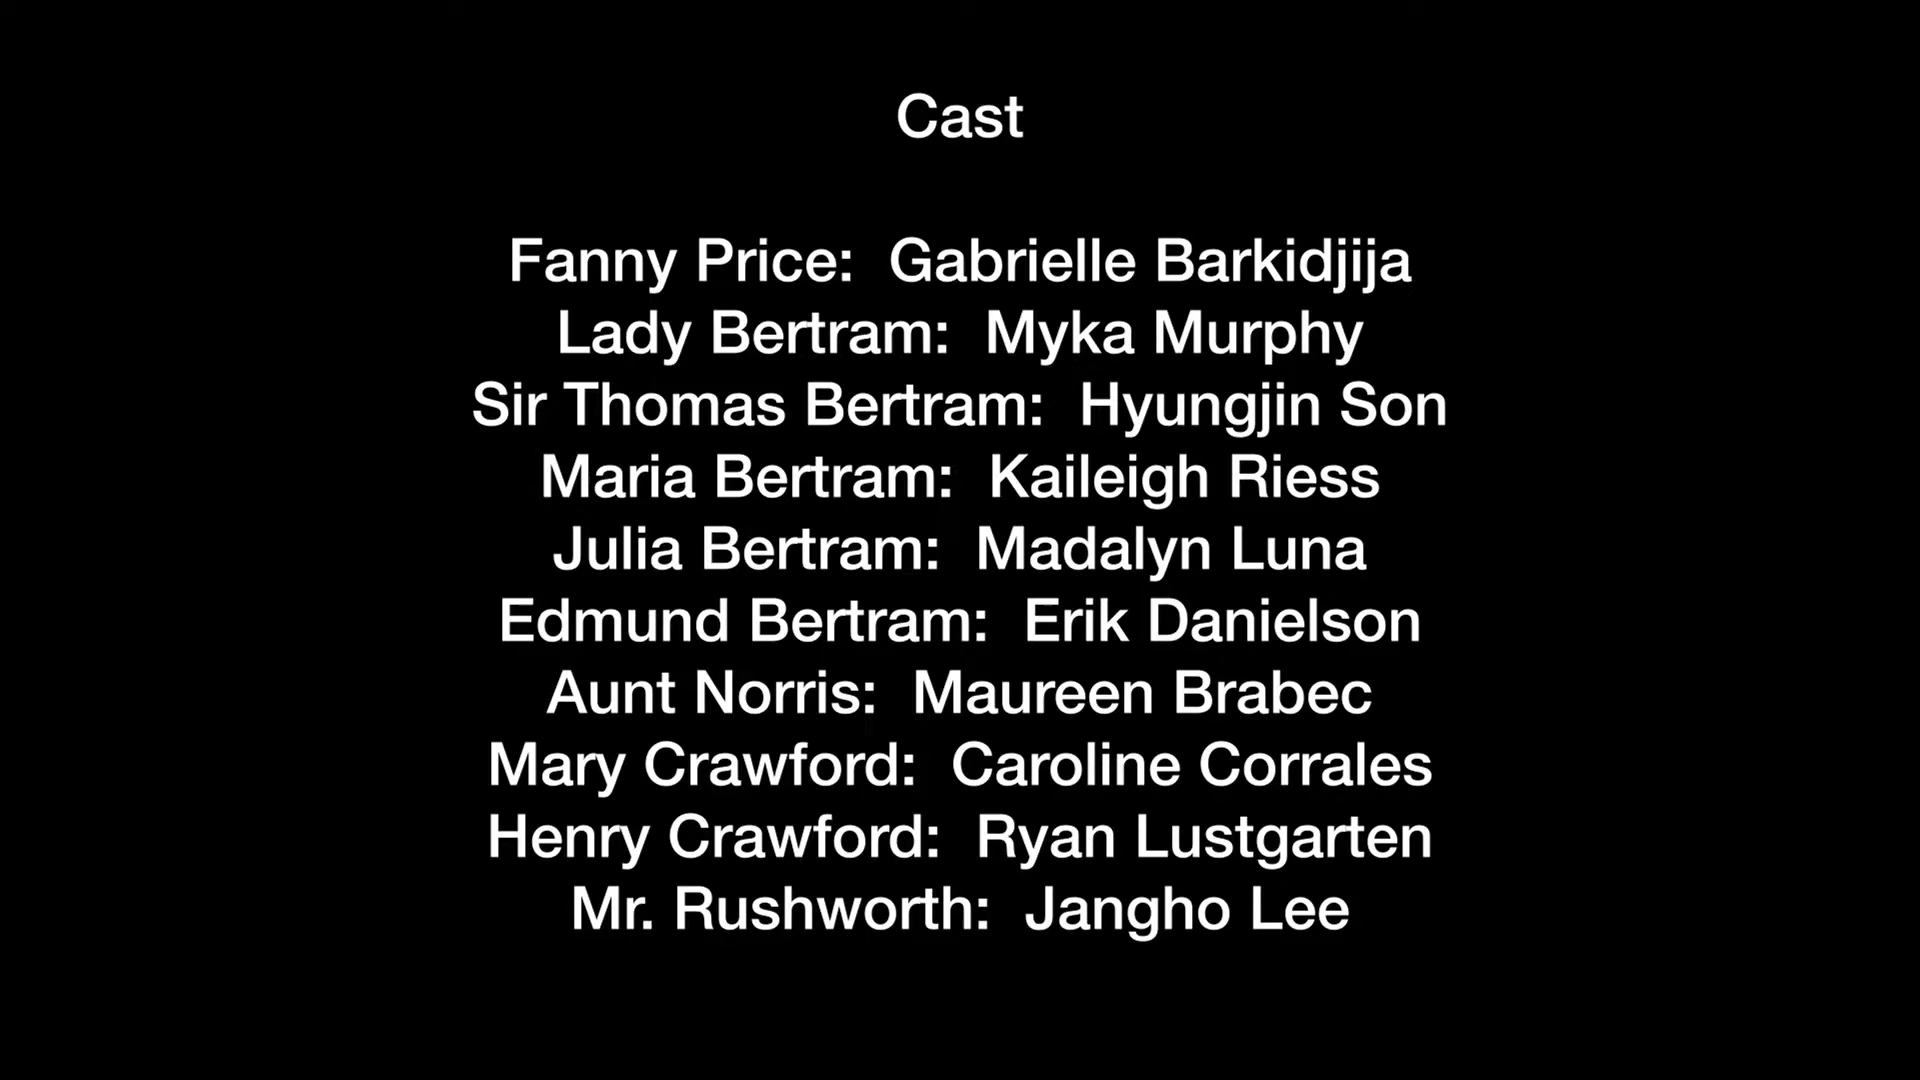 Cast
Fanny Price:  Gabrielle Barkidjija
Lady Bertram:  Myka Murphy
Sir Thomas Bertram:  Hyungjin Son
Maria Bertram:  Kaileigh Riess
Julia Bertram:  Madalyn Luna
Edmund Bertram:  Erik Danielson
Aunt Norris:  Maureen Brabec
Mary Crawford:  Caroline Corrales
Henry Crawford:  Ryan Lustgarten
Mr. Rushworth:  Jangho Lee